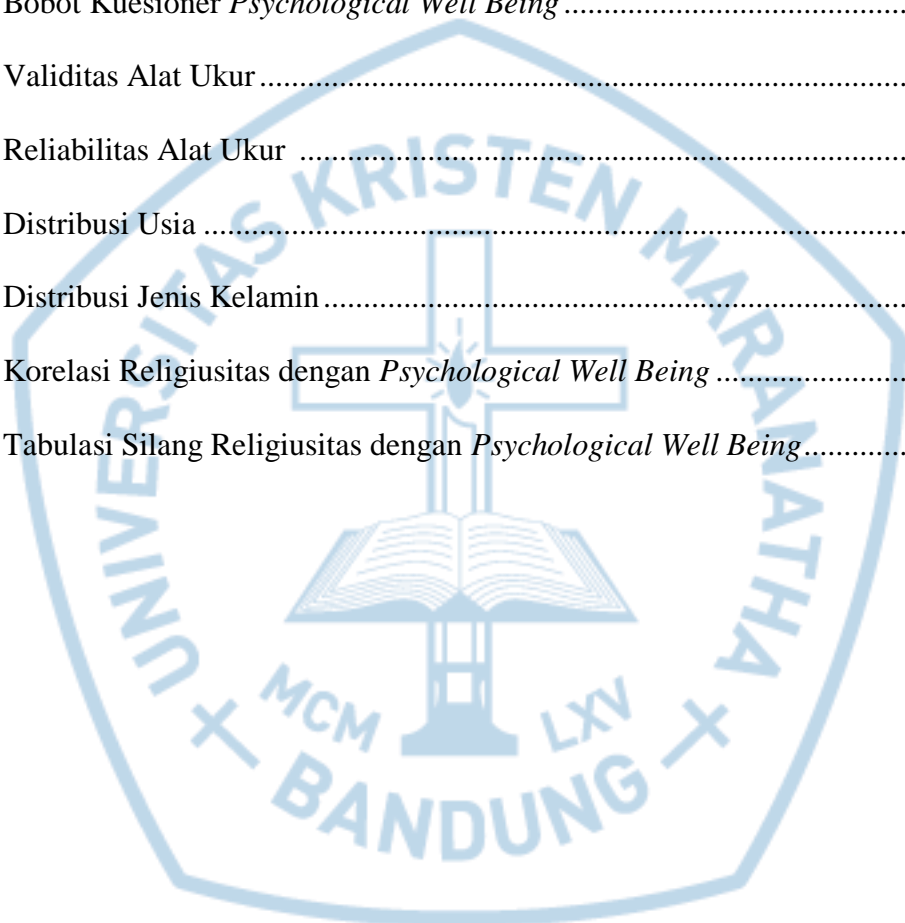 Bobot Kuesioner Psychological Well Being ..........................................
Validitas Alat Ukur ................................................................................
Reliabilitas Alat Ukur ...........................................................................
Distribusi Usia .......................................................................................
Distribusi Jenis Kelamin .........................................................................
Korelasi Religiusitas dengan Psychological Well Being ........................
Tabulasi Silang Religiusitas dengan Psychological Well Being .............
UNIVERSITAS KRISTEN MARANATHA
MCM LXV
BANDUNG